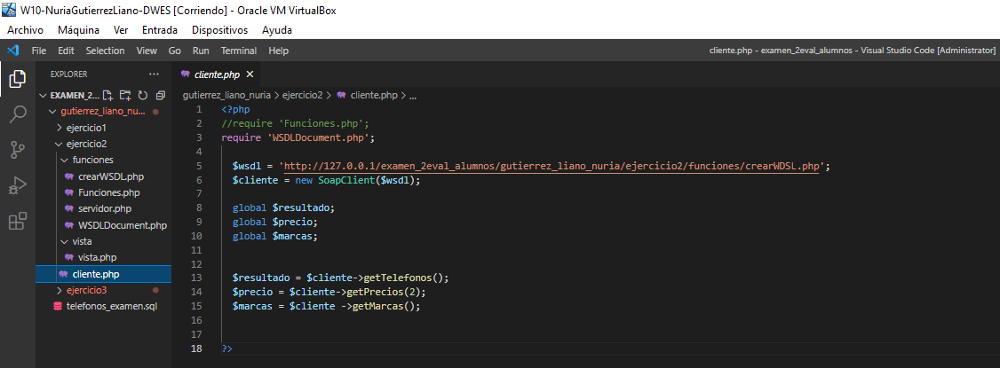 W10-NuriaGutierrezLiano-DWES [Corriendo] - Oracle VM VirtualBox
Archivo Máquina Ver Entrada Dispositivos Ayuda
File Edit Selection View Go Run Terminal Help cliente.php - examen_2eval_alumnos - Visual Studio Code [Administrator]
EXPLORER ...
EXAMEN_2...
gutierrez_liano_nu...
ejercicio1
ejercicio2
funciones
crearWSDL.php
Funciones.php
servidor.php
WSDLDocument.php
vista
vista.php
cliente.php
ejercicio3
telefonos_examen.sql
cliente.php
gutierrez_liano_nuria > ejercicio2 > cliente.php > ...
1 <?php
2 //require 'Funciones.php';
3 require 'WSDLDocument.php';
4
5 $wsdl = 'http://127.0.0.1/examen_2eval_alumnos/gutierrez_liano_nuria/ejercicio2/funciones/crearWDSL.php';
6 $cliente = new SoapClient($wsdl);
7
8 global $resultado;
9 global $precio;
10 global $marcas;
11
12
13 $resultado = $cliente->getTelefonos();
14 $precio = $cliente->getPrecios(2);
15 $marcas = $cliente ->getMarcas();
16
17
18 ?>